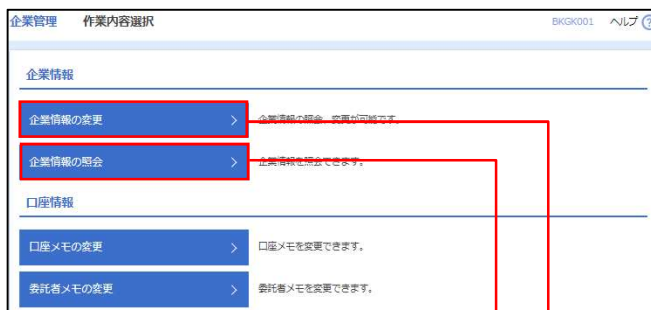 企業管理 作業内容選択 BKGK001 ヘルプ ?
企業情報
企業情報の変更 > 企業情報の照会、変更が可能です。
企業情報の照会 > 企業情報を照会できます。
口座情報
口座メモの変更 > 口座メモを変更できます。
委託者メモの変更 > 委託者メモを変更できます。